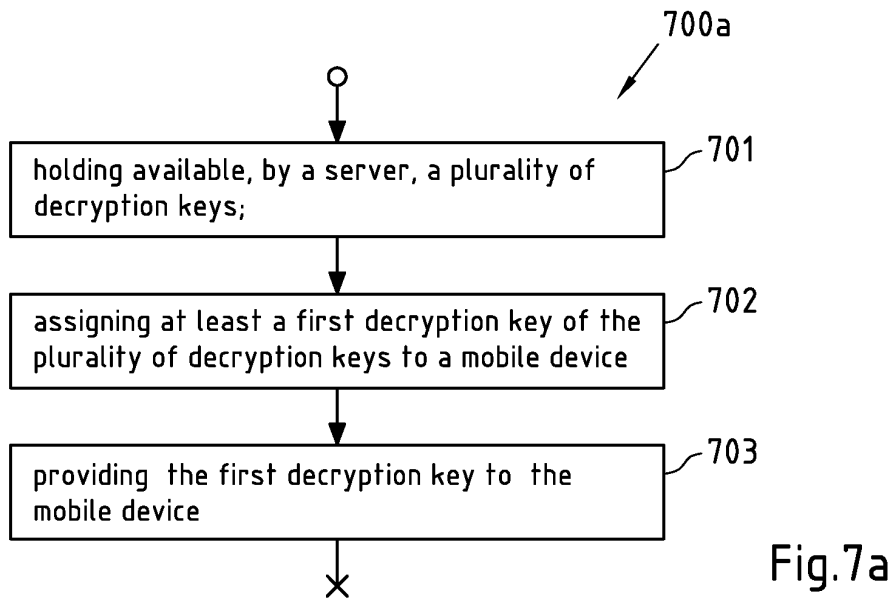 700a
701
holding available, by a server, a plurality of
decryption keys;
702
assigning at least a first decryption key of the
plurality of decryption keys to a mobile device
703
providing the first decryption key to the
mobile device
Fig.7a